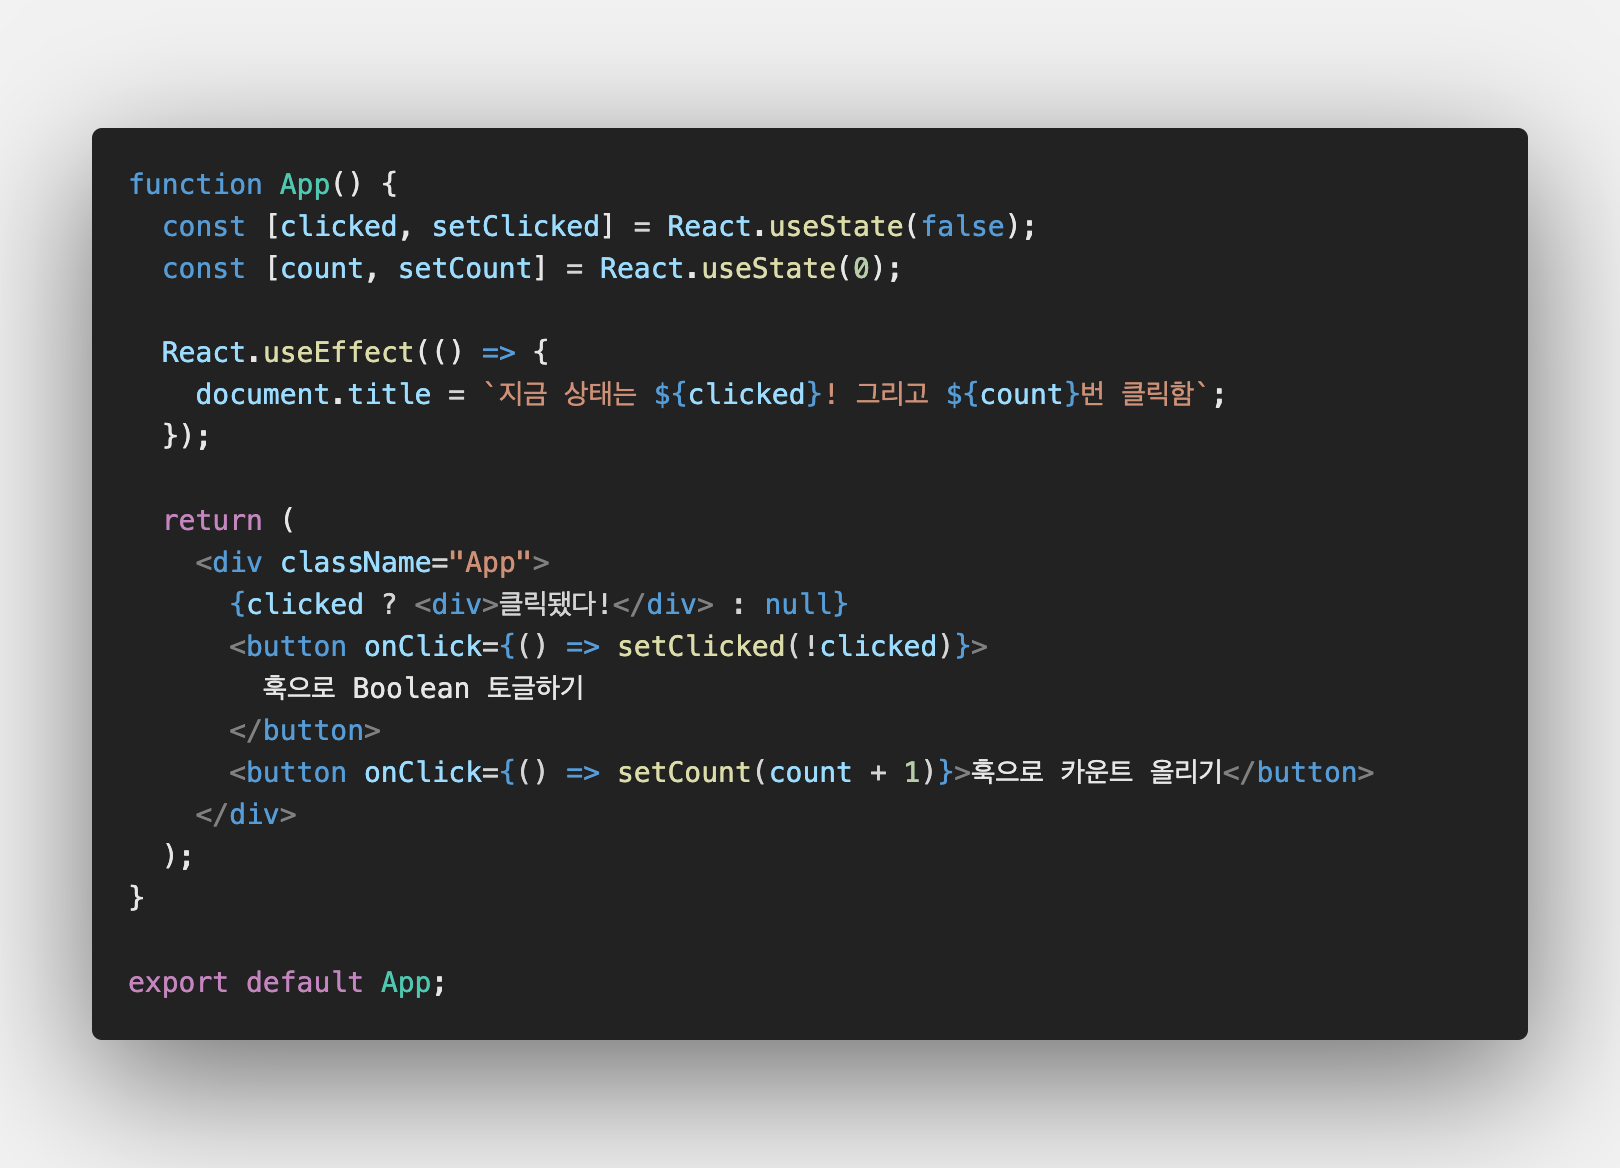 function App() {
  const [clicked, setClicked] = React.useState(false);
  const [count, setCount] = React.useState(0);

  React.useEffect(() => {
    document.title = `지금 상태는 ${clicked}! 그리고 ${count}번 클릭함`;
  });

  return (
    <div className="App">
      {clicked ? <div>클릭됐다!</div> : null}
      <button onClick={() => setClicked(!clicked)}>
        훅으로 Boolean 토글하기
      </button>
      <button onClick={() => setCount(count + 1)}>훅으로 카운트 올리기</button>
    </div>
  );
}

export default App;